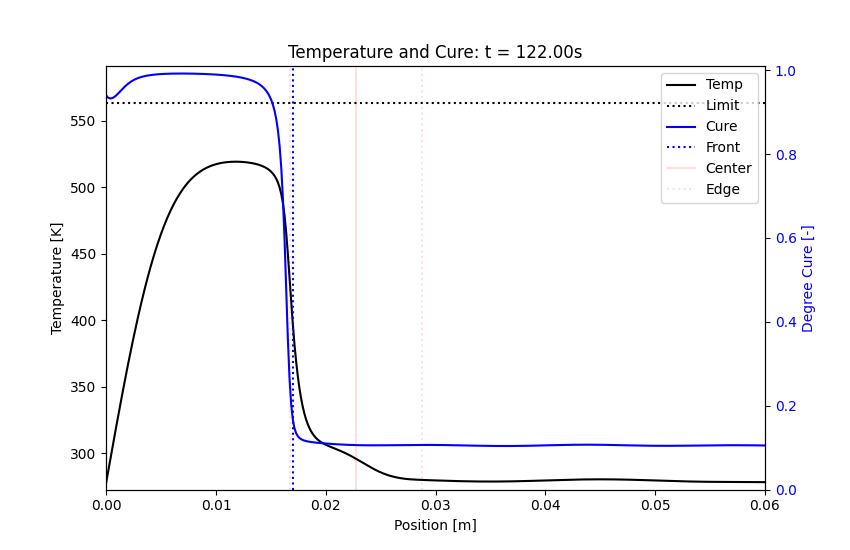 Temperature and Cure: t = 122.00s
Temperature [K]
550
500
450
400
350
300
0.00
0.01
0.02
0.03
0.04
0.05
0.06
Position [m]
1.0
0.8
0.6
0.4
0.2
0.0
Degree Cure [-]
Temp
Limit
Cure
Front
Center
Edge